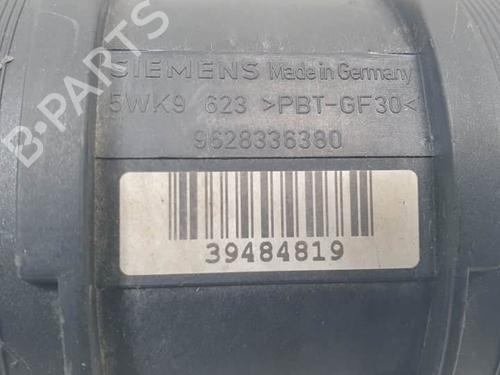 B-PARTS
SIEMENS Made in Germany
5WK9 623 >PBT-GF30<
9628336380
39484819